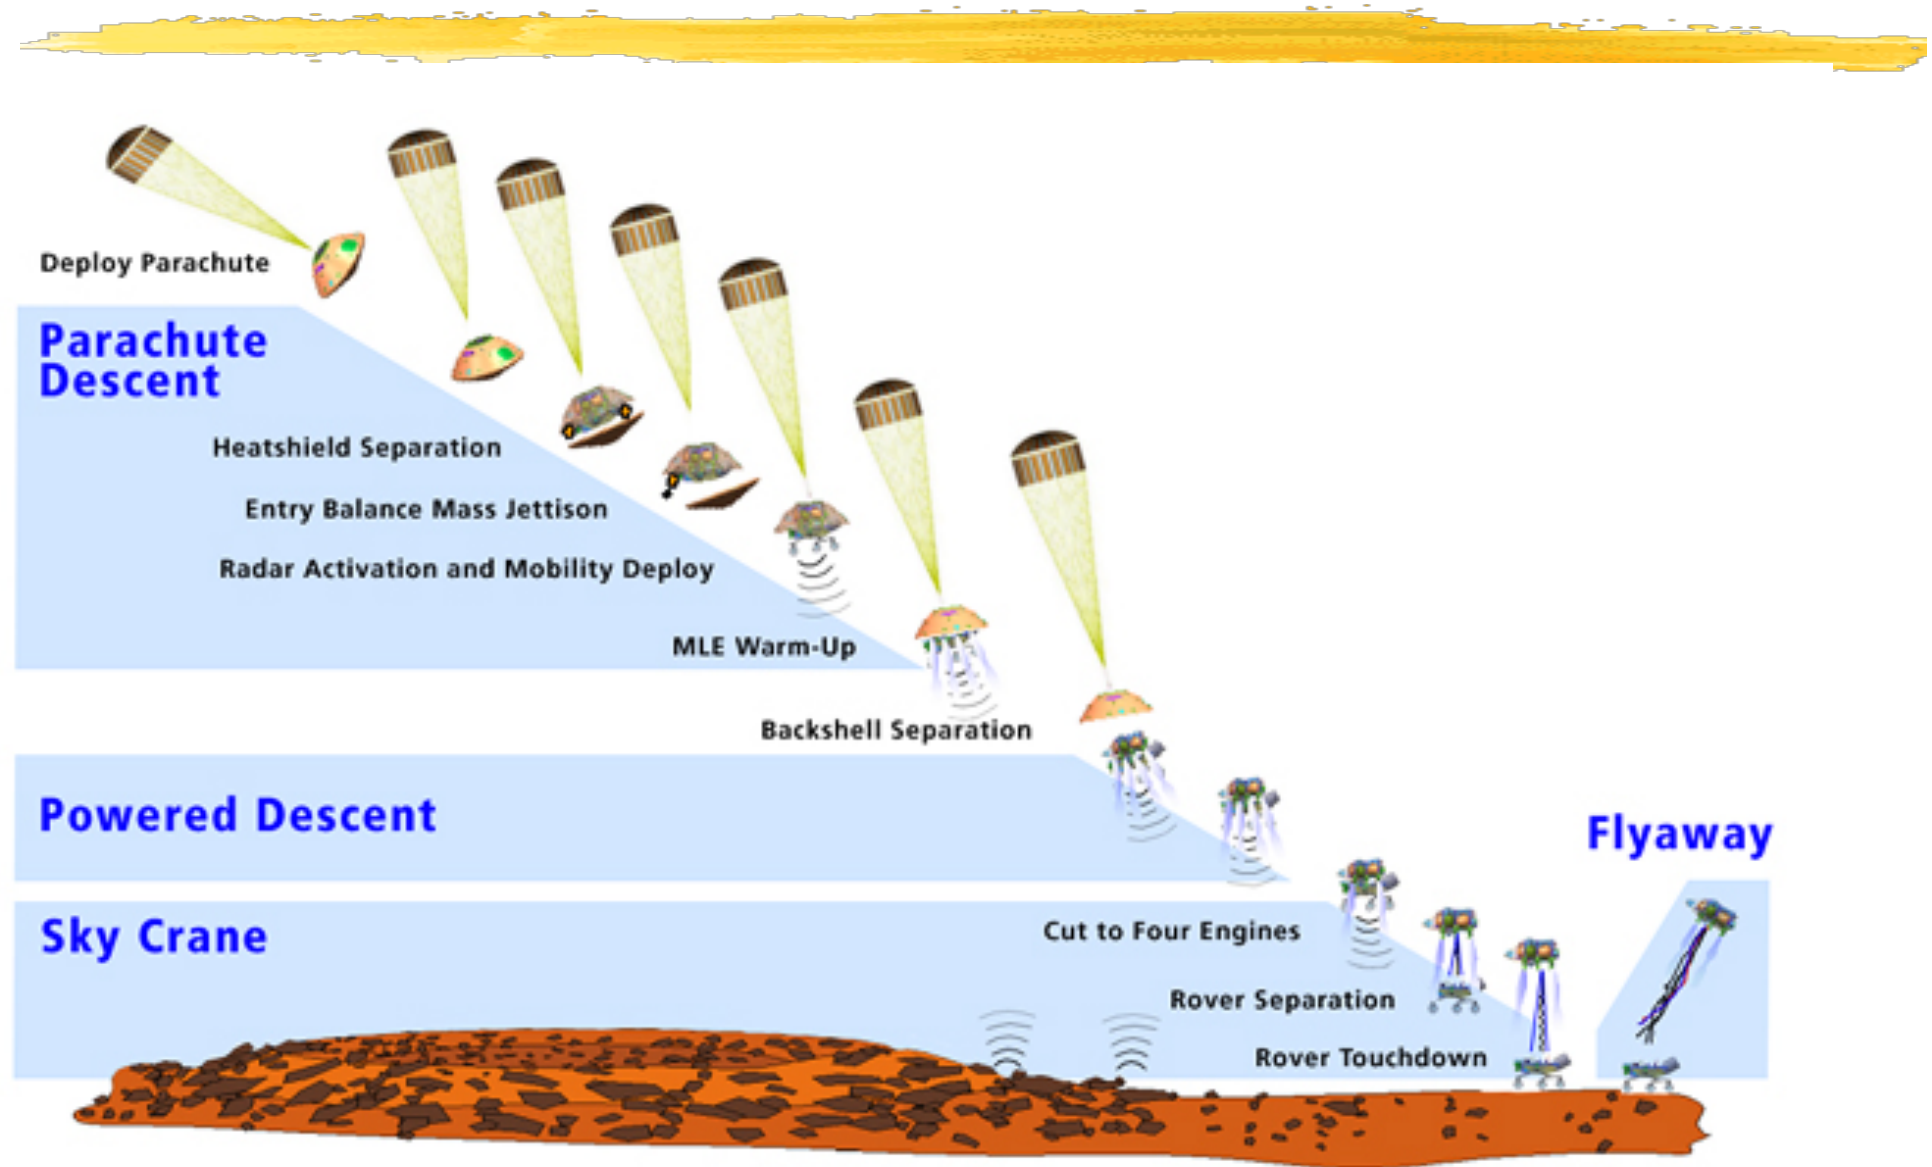 Deploy Parachute
Parachute
Descent
Heatshield Separation
Entry Balance Mass Jettison
Radar Activation and Mobility Deploy
MLE Warm-Up
Backshell Separation
Powered Descent
Flyaway
Sky Crane
Cut to Four Engines
Rover Separation
Rover Touchdown